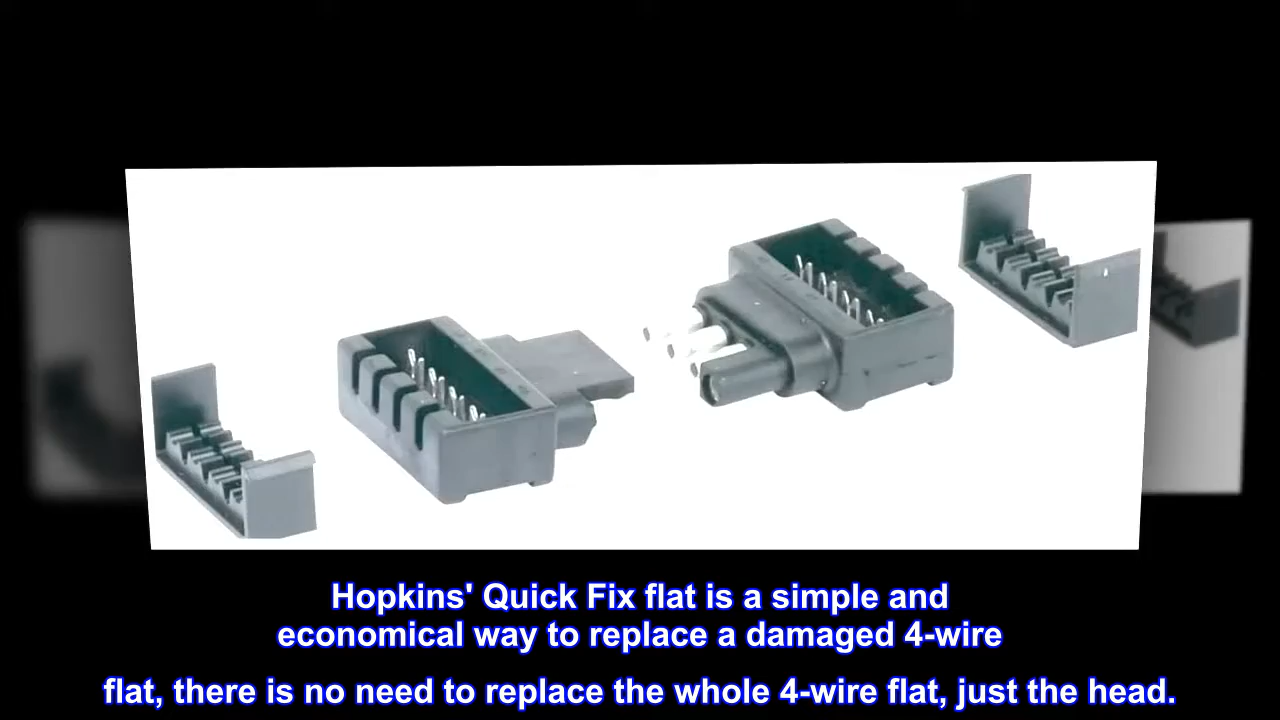 Hopkins' Quick Fix flat is a simple and
economical way to replace a damaged 4-wire
flat, there is no need to replace the whole 4-wire flat, just the head.